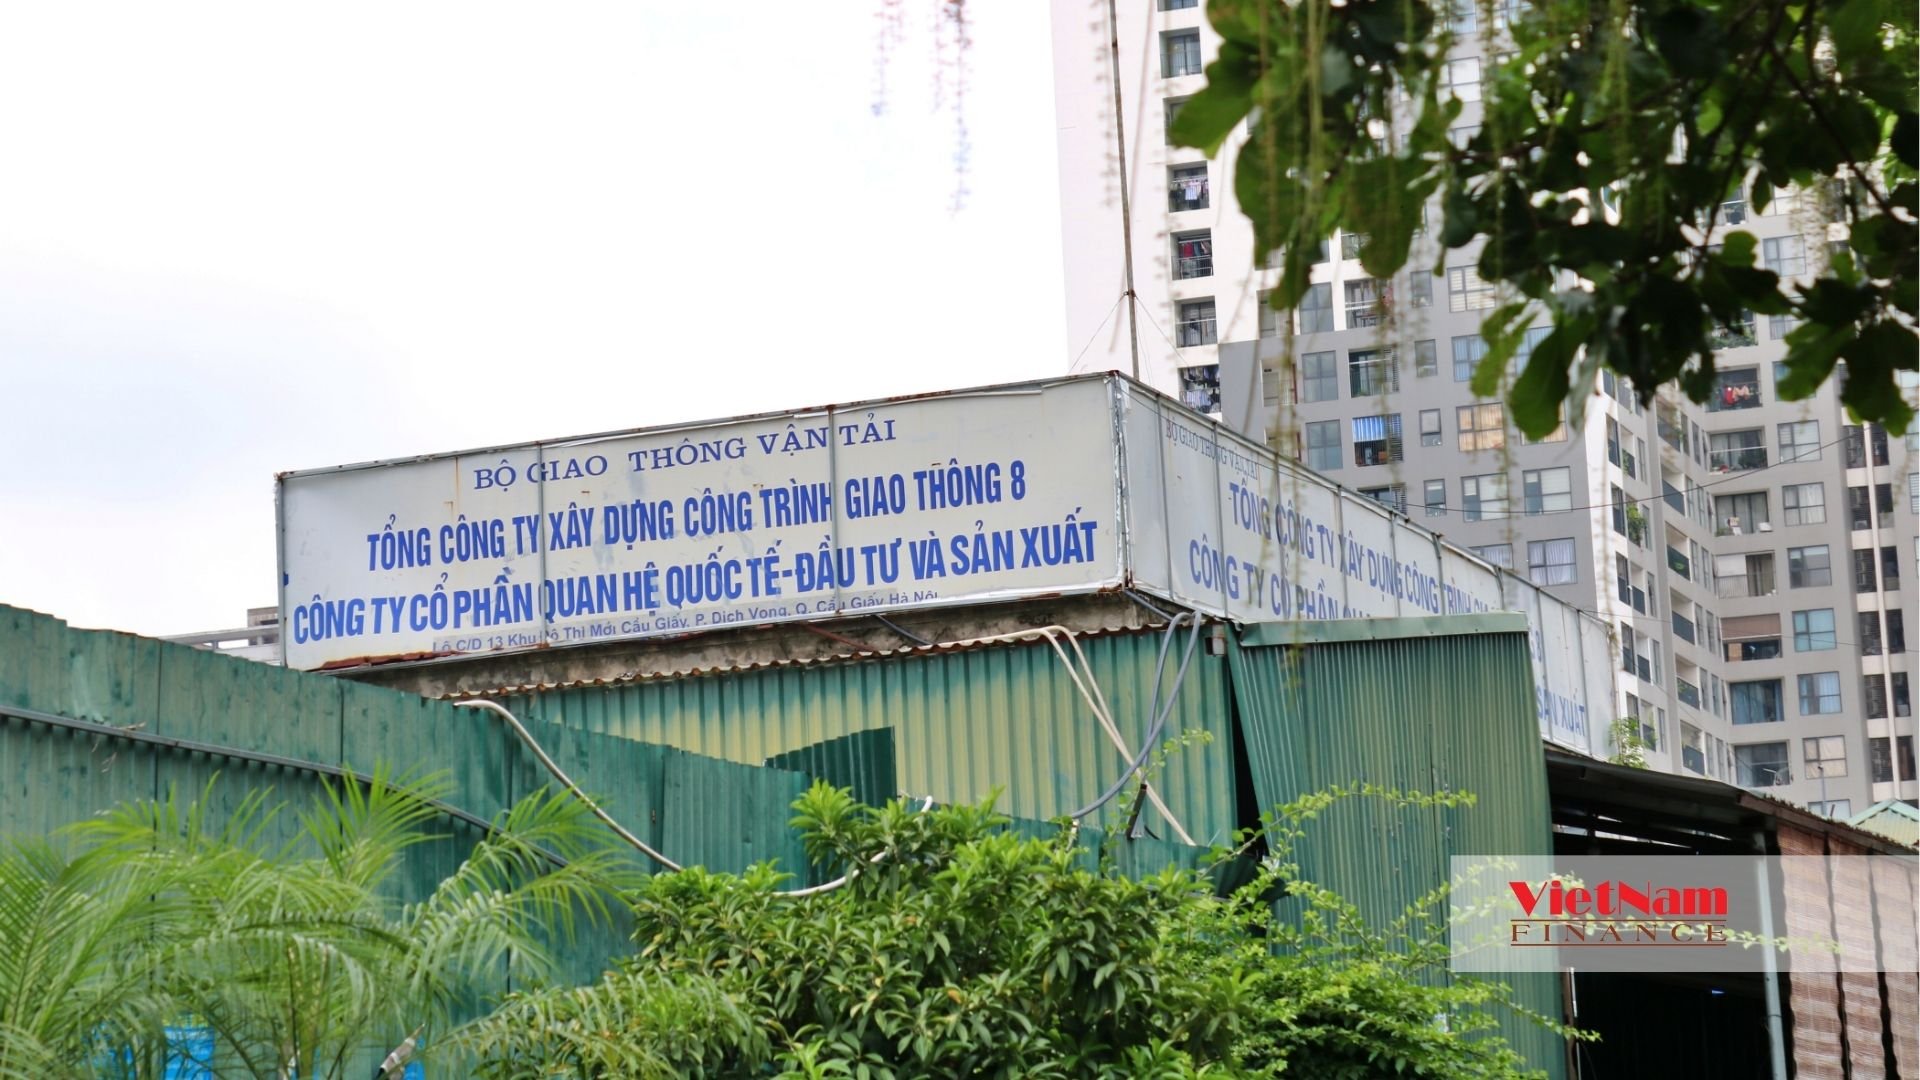 BỘ GIAO THÔNG VẬN TẢI
TỔNG CÔNG TY XÂY DỰNG CÔNG TRÌNH GIAO THÔNG 8
CÔNG TY CỔ PHẦN QUAN HỆ QUỐC TẾ-ĐẦU TƯ VÀ SẢN XUẤT
Lô C/D 13 Khu Đô Thị Mới Cầu Giấy, P. Dịch Vọng, Q. Cầu Giấy Hà Nội
BỘ GIAO THÔNG VẬN TẢI
TỔNG CÔNG TY XÂY DỰNG CÔNG TRÌNH
CÔNG TY CỔ PHẦN
SẢN XUẤT
VIETNAM
FINANCE